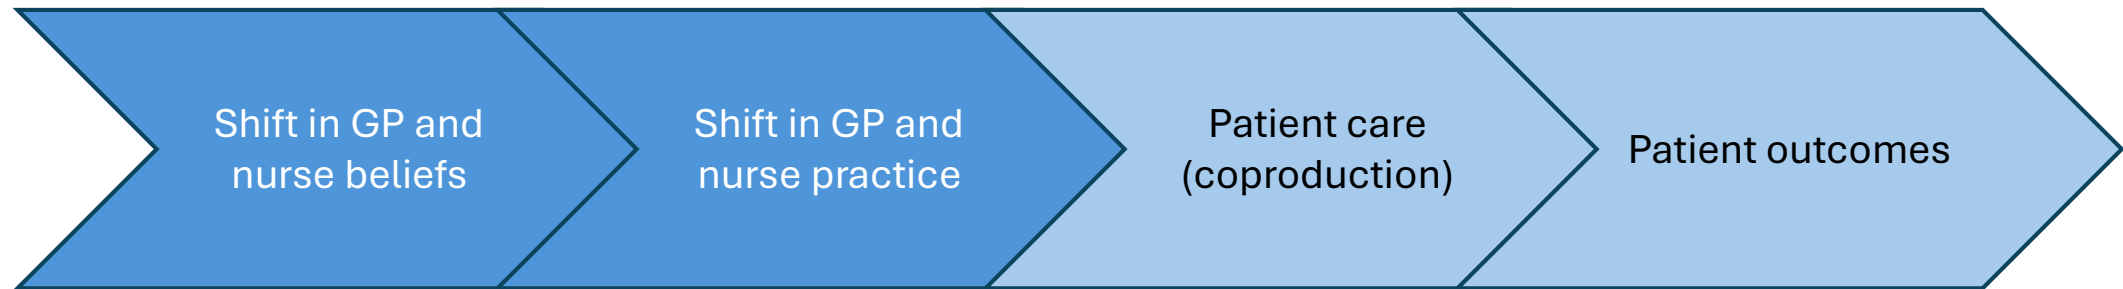 Shift in GP and
nurse beliefs
Shift in GP and
nurse practice
Patient care
(coproduction)
Patient outcomes